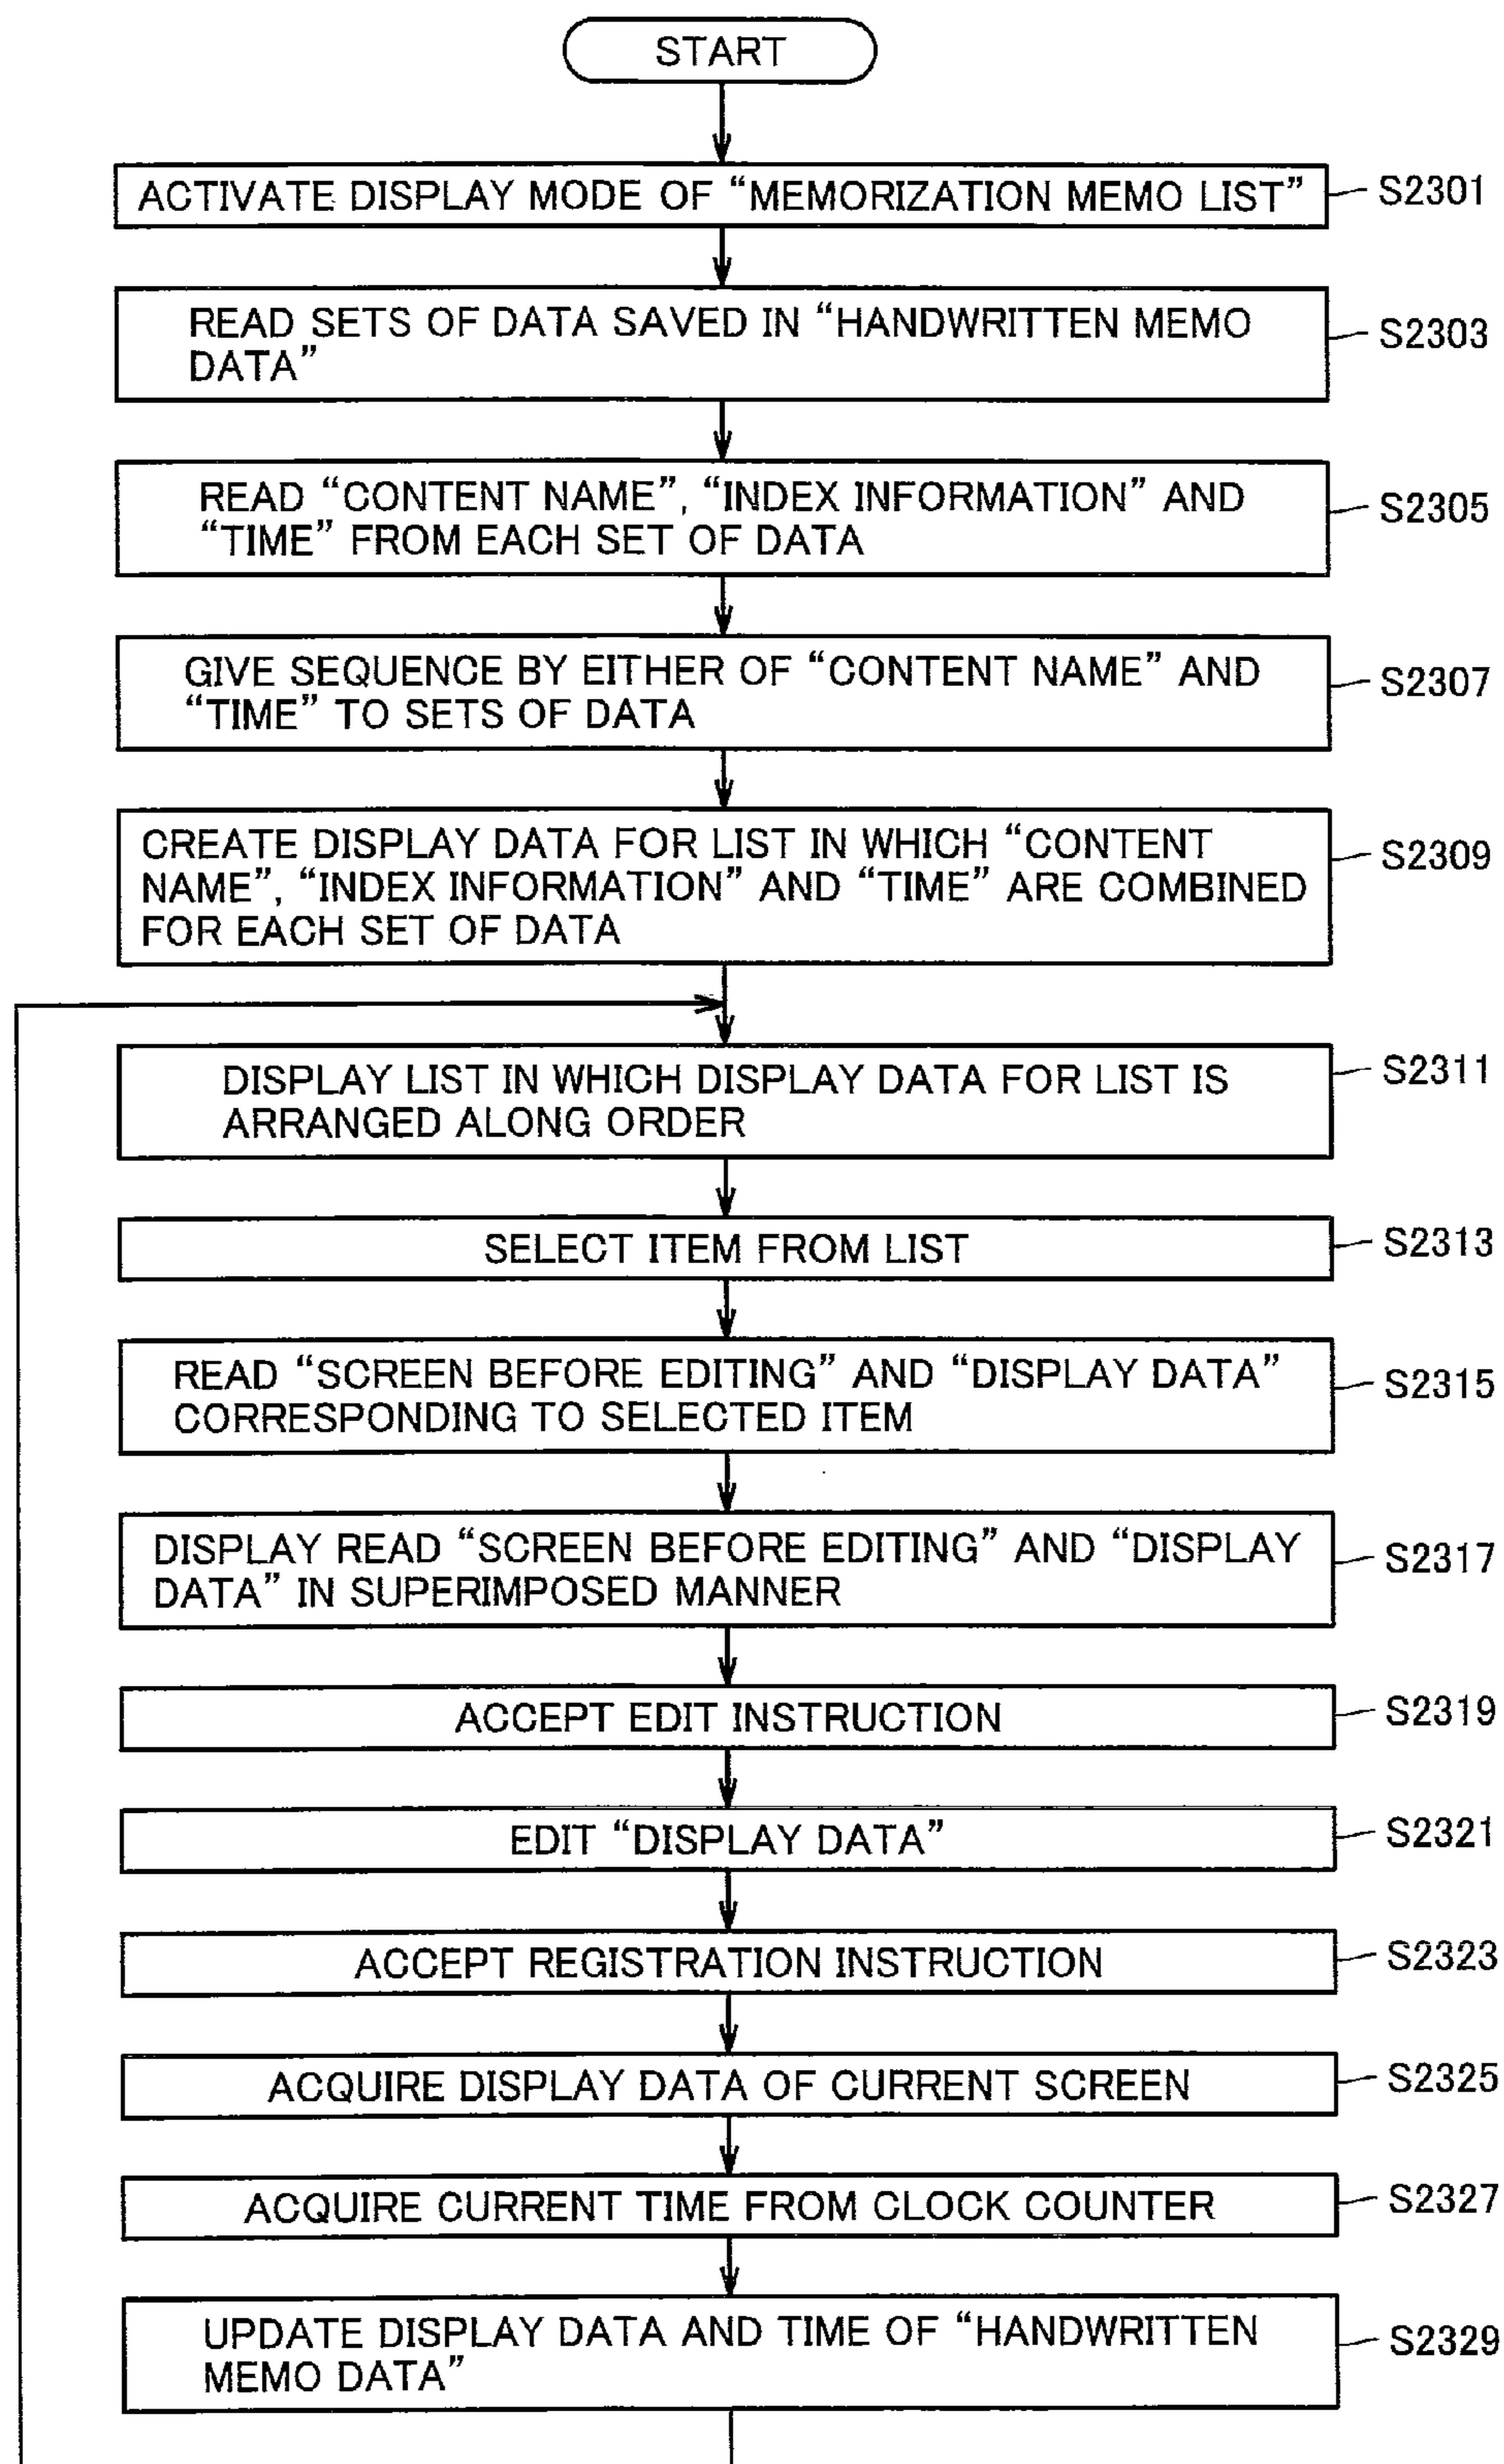 START
ACTIVATE DISPLAY MODE OF “MEMORIZATION MEMO LIST”
S2301
READ SETS OF DATA SAVED IN “HANDWRITTEN MEMO
DATA”
S2303
READ “CONTENT NAME”, “INDEX INFORMATION” AND
“TIME” FROM EACH SET OF DATA
S2305
GIVE SEQUENCE BY EITHER OF “CONTENT NAME” AND
“TIME” TO SETS OF DATA
S2307
CREATE DISPLAY DATA FOR LIST IN WHICH “CONTENT
NAME”, “INDEX INFORMATION” AND “TIME” ARE COMBINED
FOR EACH SET OF DATA
S2309
DISPLAY LIST IN WHICH DISPLAY DATA FOR LIST IS
ARRANGED ALONG ORDER
S2311
SELECT ITEM FROM LIST
S2313
READ “SCREEN BEFORE EDITING” AND “DISPLAY DATA”
CORRESPONDING TO SELECTED ITEM
S2315
DISPLAY READ “SCREEN BEFORE EDITING” AND “DISPLAY
DATA” IN SUPERIMPOSED MANNER
S2317
ACCEPT EDIT INSTRUCTION
S2319
EDIT “DISPLAY DATA”
S2321
ACCEPT REGISTRATION INSTRUCTION
S2323
ACQUIRE DISPLAY DATA OF CURRENT SCREEN
S2325
ACQUIRE CURRENT TIME FROM CLOCK COUNTER
S2327
UPDATE DISPLAY DATA AND TIME OF “HANDWRITTEN
MEMO DATA”
S2329